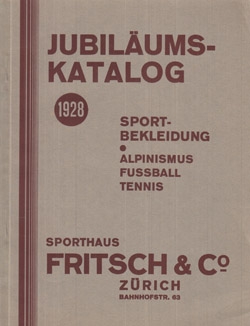 JUBILÄUMS-
KATALOG
1928
SPORT-
BEKLEIDUNG
ALPINISMUS
FUSSBALL
TENNIS
SPORTHAUS
FRITSCH & Co
ZÜRICH
BAHNHOFSTR. 63